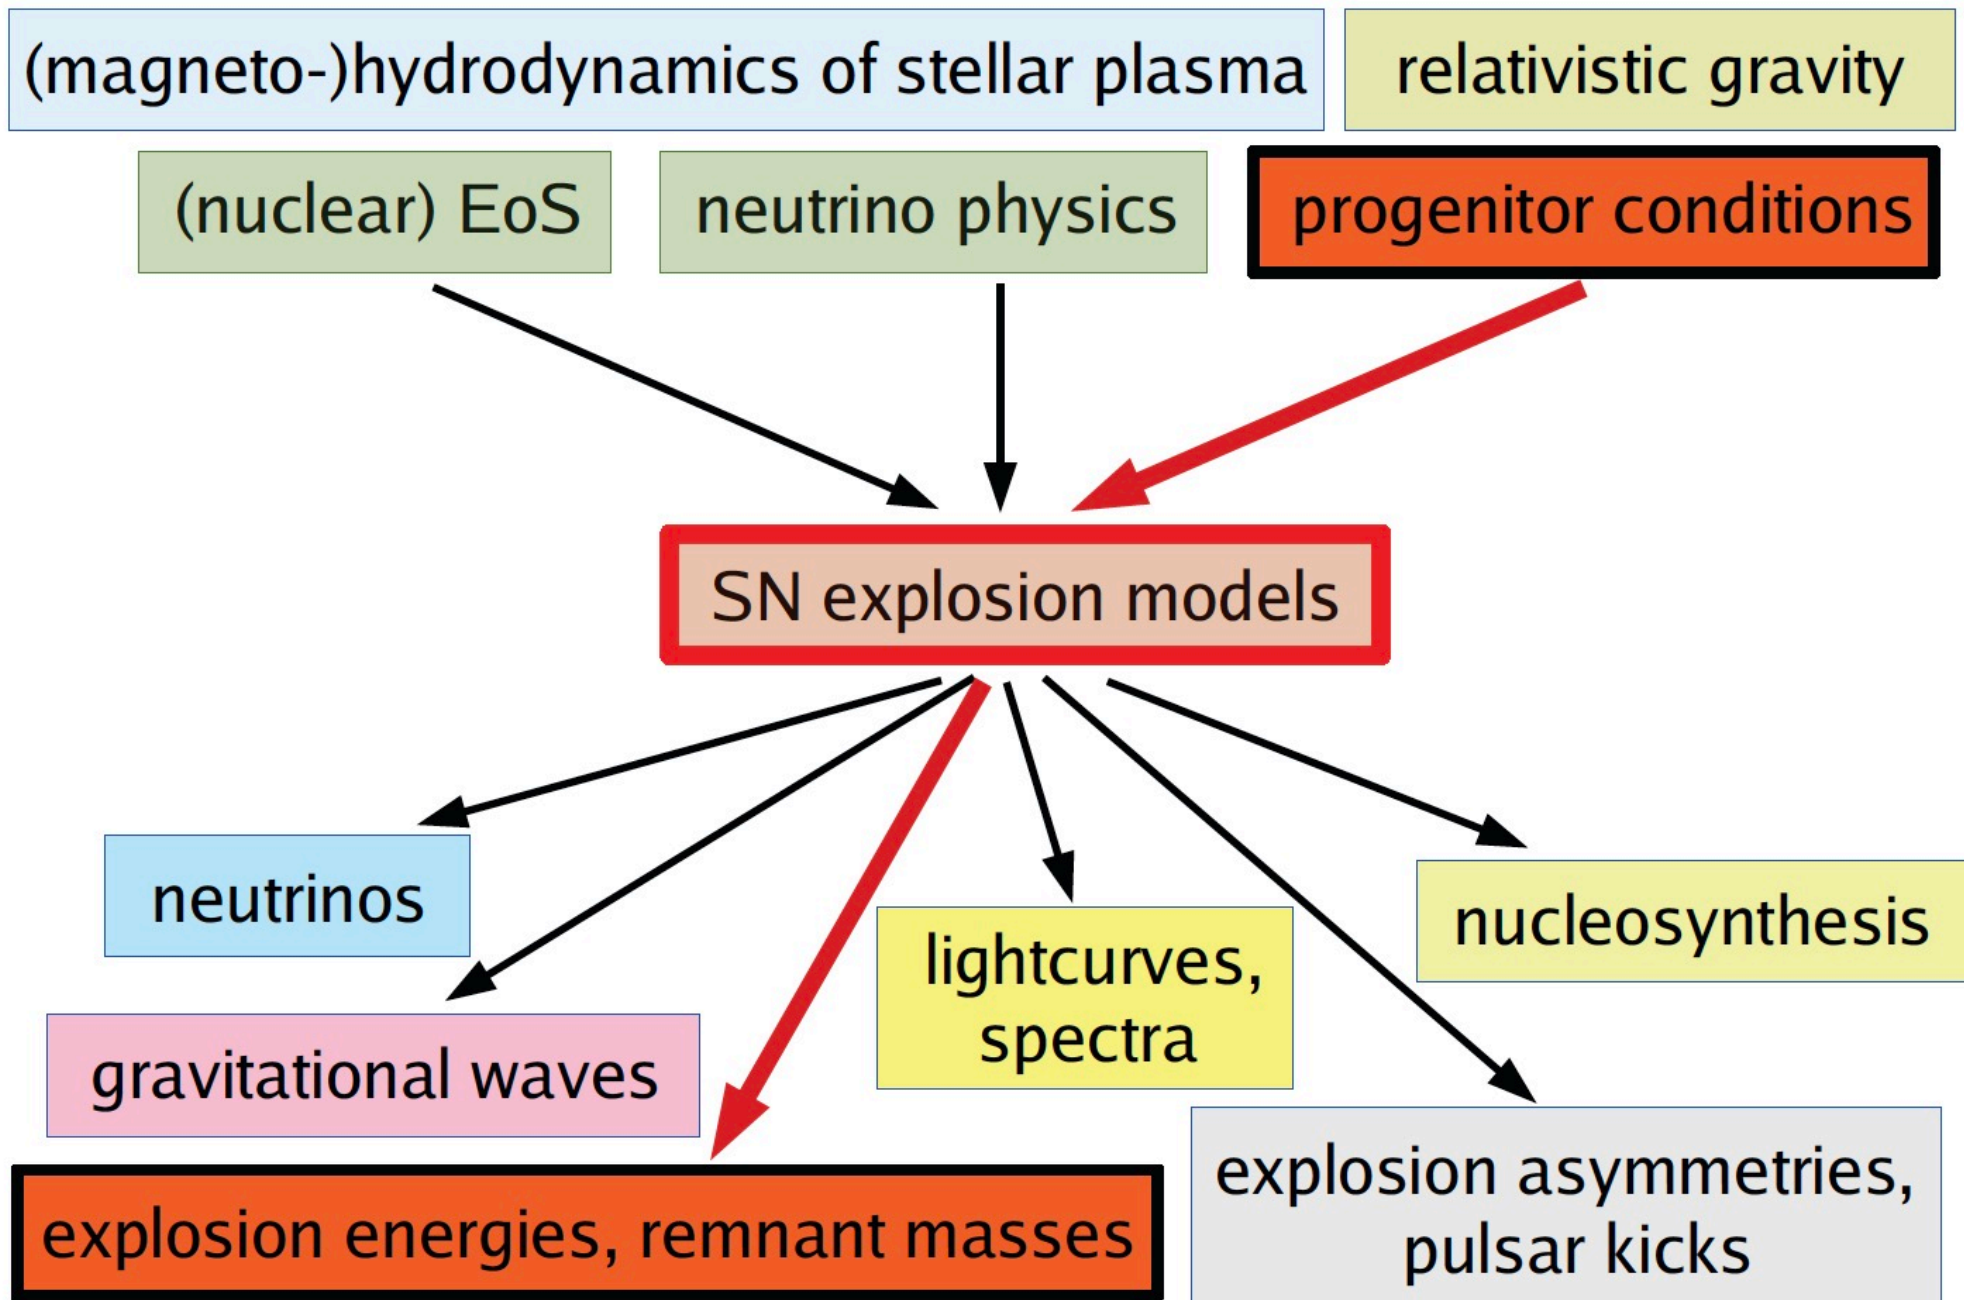 (magneto-)hydrodynamics of stellar plasma
relativistic gravity
(nuclear) EoS
neutrino physics
progenitor conditions
SN explosion models
neutrinos
nucleosynthesis
lightcurves,
spectra
gravitational waves
explosion energies, remnant masses
explosion asymmetries,
pulsar kicks